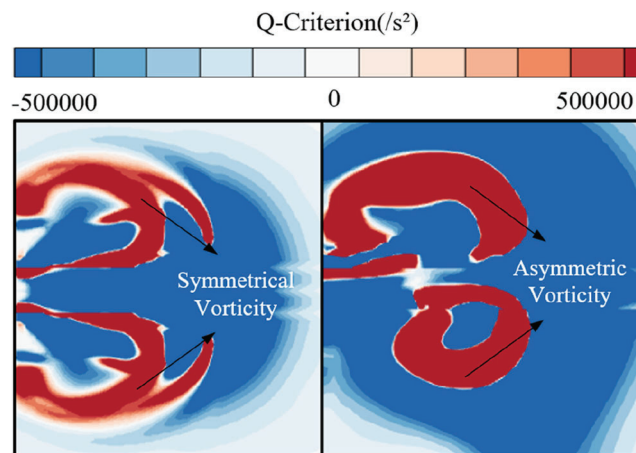 Q-Criterion(/s²)
-500000 0 500000
Symmetrical
Vorticity
Asymmetric
Vorticity